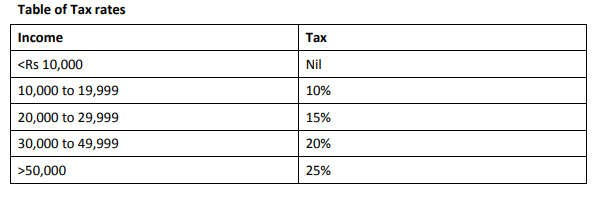 Table of Tax rates
Income Tax
<Rs 10,000 Nil
10,000 to 19,999 10%
20,000 to 29,999 15%
30,000 to 49,999 20%
>50,000 25%